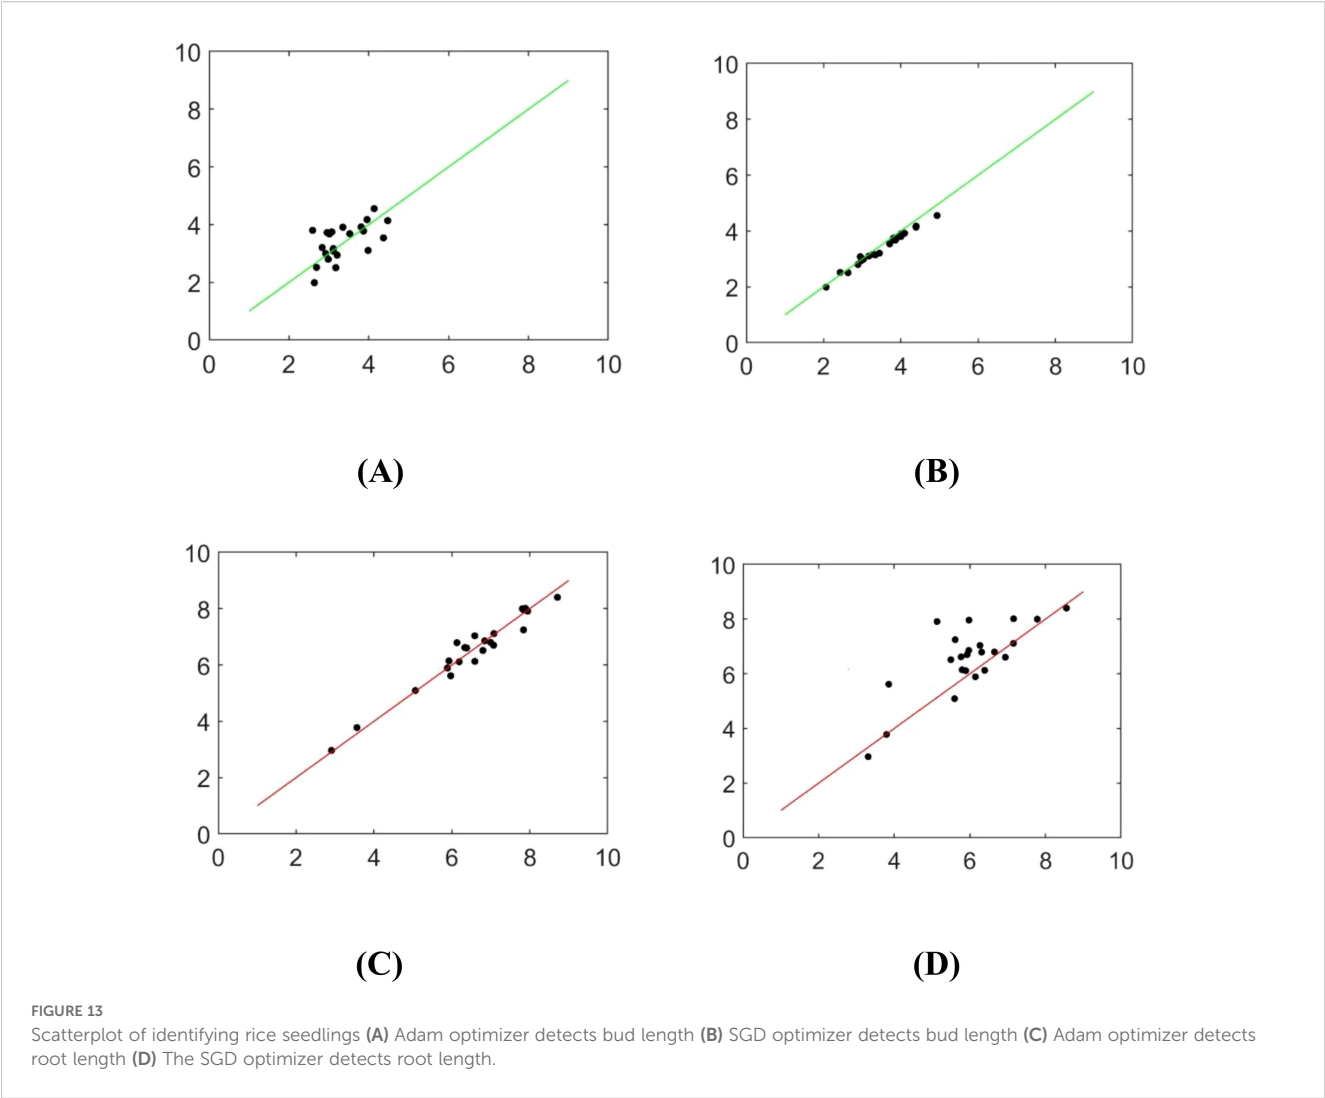 10
8
6
4
2
0
0 2 4 6 8 10
(A)
10
8
6
4
2
0
0 2 4 6 8 10
(B)
10
8
6
4
2
0
0 2 4 6 8 10
(C)
10
8
6
4
2
0
0 2 4 6 8 10
(D)
FIGURE 13
Scatterplot of identifying rice seedlings (A) Adam optimizer detects bud length (B) SGD optimizer detects bud length (C) Adam optimizer detects
root length (D) The SGD optimizer detects root length.